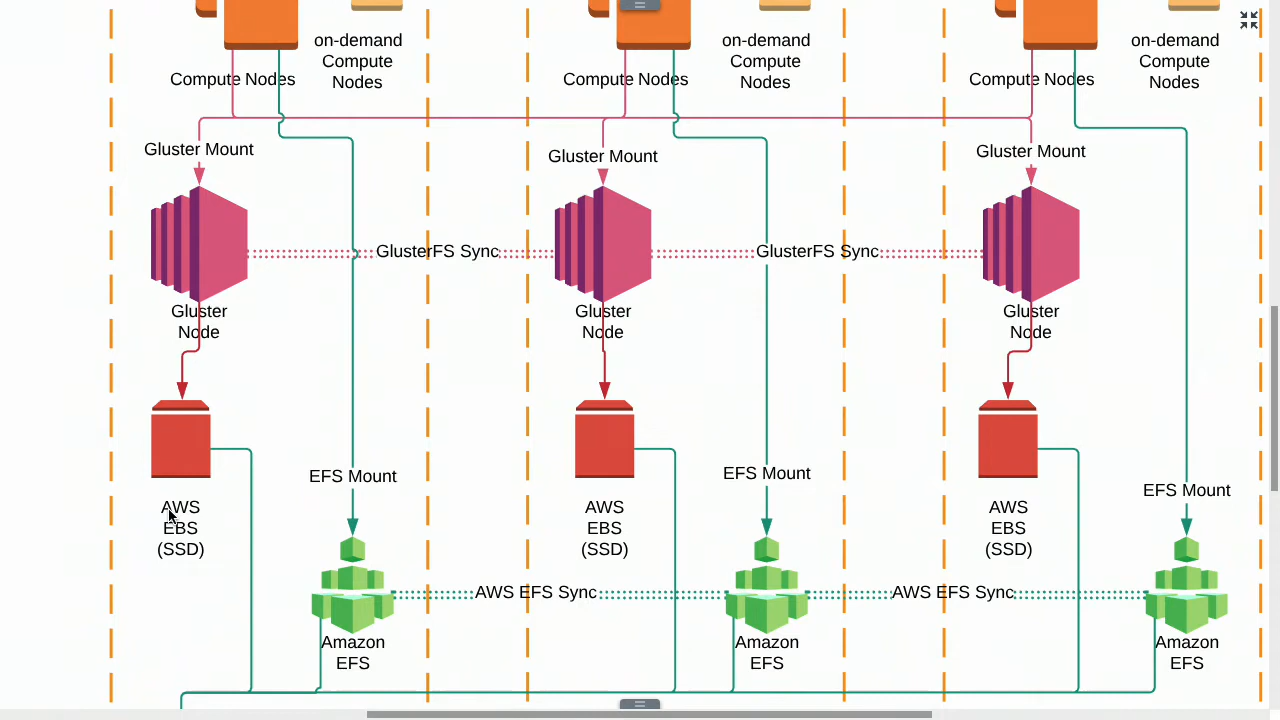 on-demand
Compute
Nodes
on-demand
Compute
Nodes
on-demand
Compute
Nodes
Compute Nodes
Compute Nodes
Compute Nodes
Gluster Mount
Gluster Mount
Gluster Mount
GlusterFS Sync
GlusterFS Sync
Gluster
Node
Gluster
Node
Gluster
Node
EFS Mount
EFS Mount
EFS Mount
AWS
EBS
(SSD)
AWS
EBS
(SSD)
AWS
EBS
(SSD)
AWS EFS Sync
AWS EFS Sync
Amazon
EFS
Amazon
EFS
Amazon
EFS